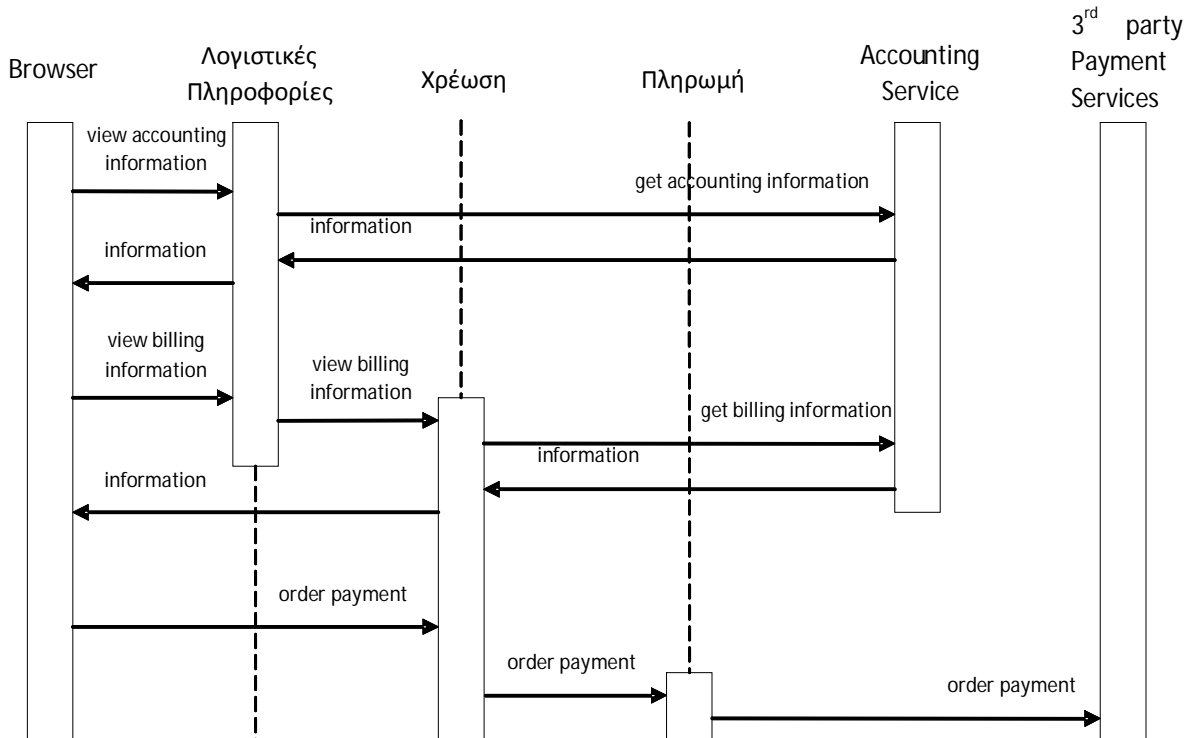 Browser
Λογιστικές
Πληροφορίες
Χρέωση
Πληρωμή
Accounting
Service
3rd party
Payment
Services
view accounting
information
get accounting information
information
information
view billing
information
view billing
information
get billing information
information
information
order payment
order payment
order payment